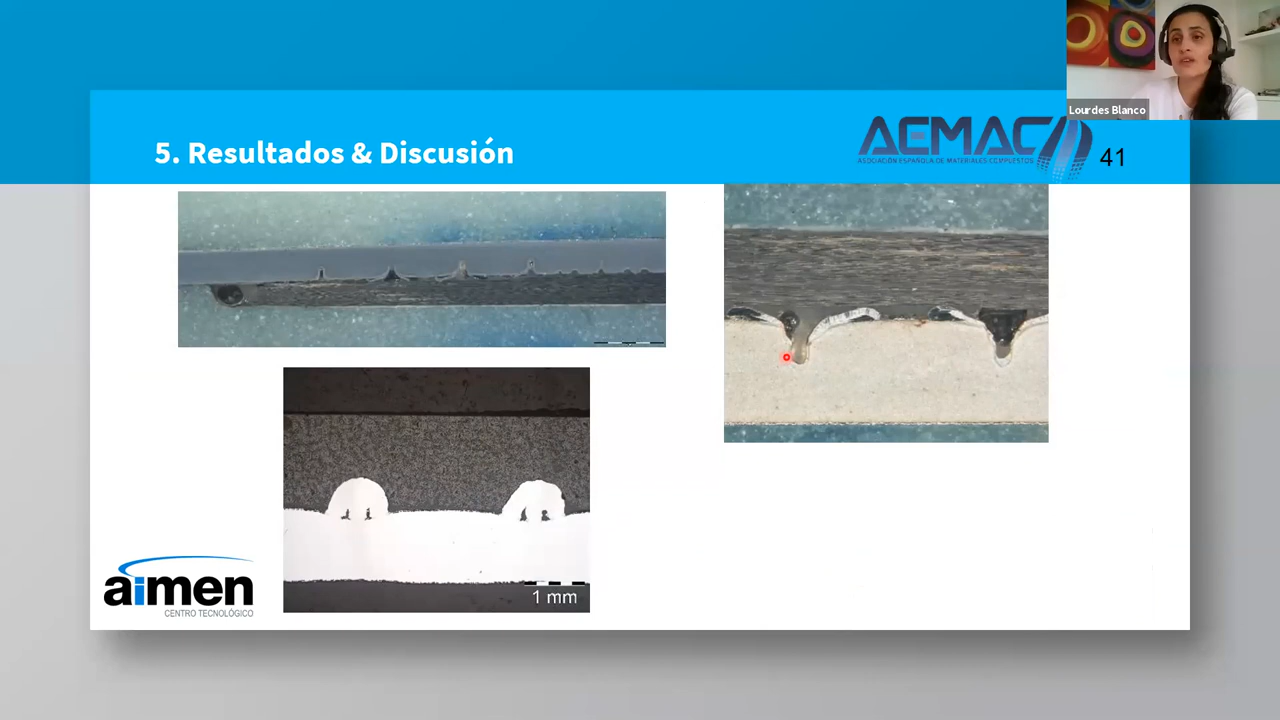 Lourdes Blanco
5. Resultados & Discusión
AEMAC
ASOCIACIÓN ESPAÑOLA DE MATERIALES COMPUESTOS
41
1 mm
aimen
CENTRO TECNOLÓGICO